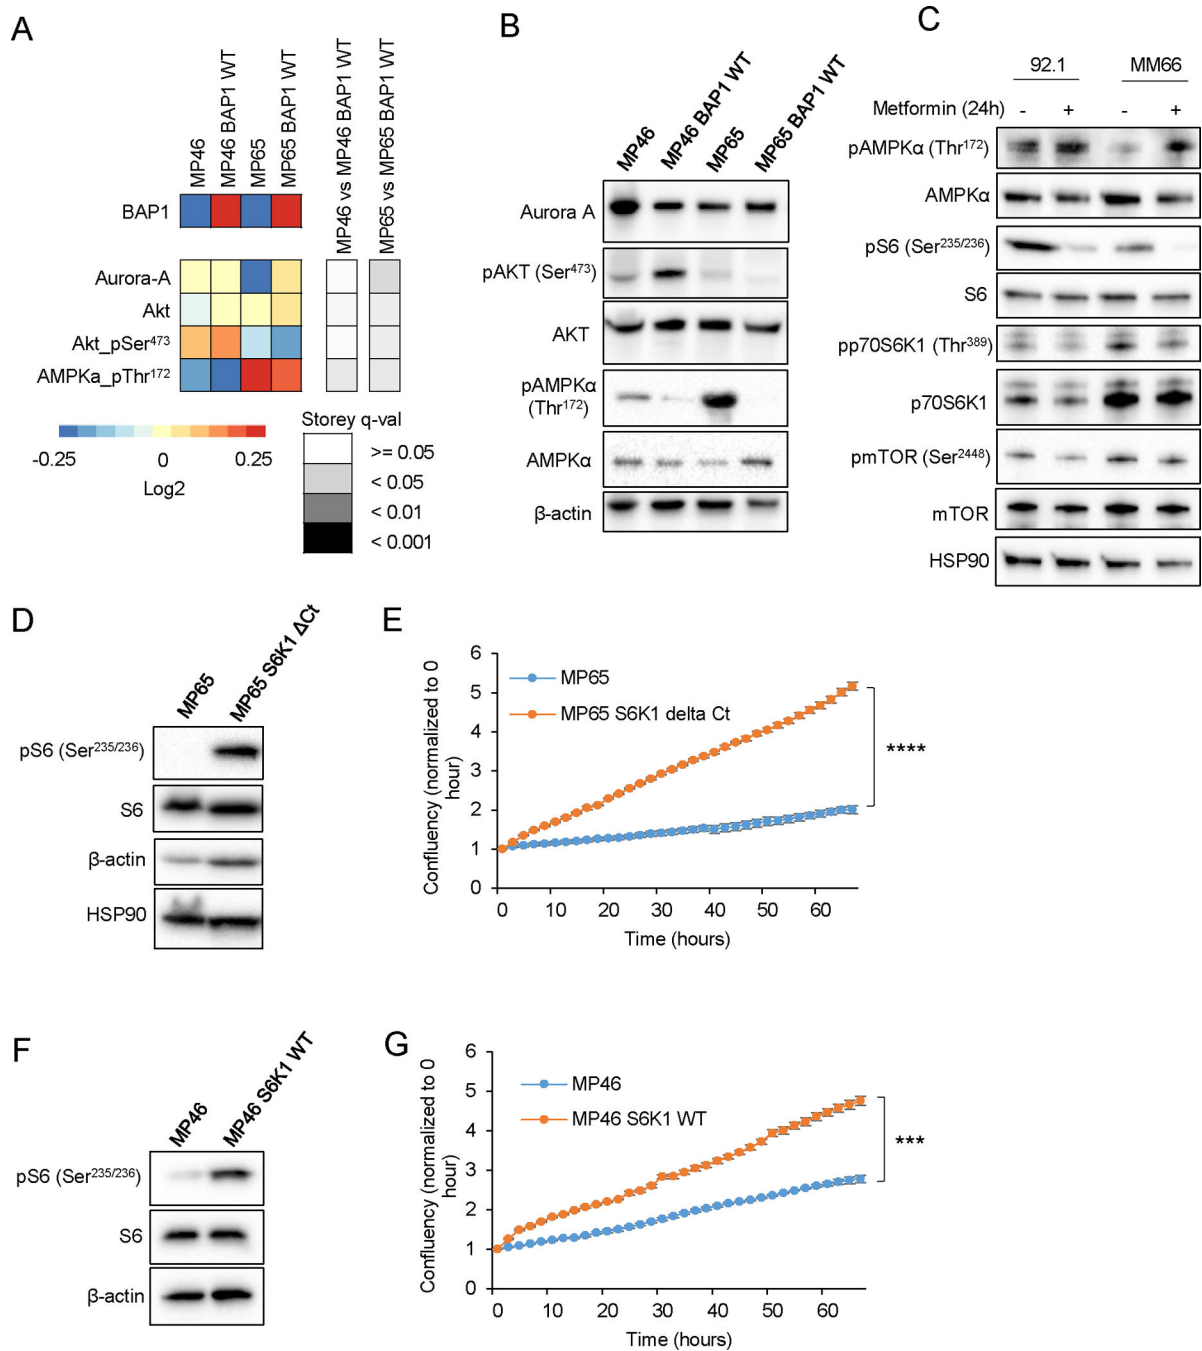 A
MP46
MP46 BAP1 WT
MP65
MP65 BAP1 WT
MP46 vs MP46 BAP1 WT
MP65 vs MP65 BAP1 WT
BAP1
Aurora-A
Akt
Akt_pSer473
AMPKa_pThr172
-0.25 0 0.25
Log2
Storey q-val
>= 0.05
< 0.05
< 0.01
< 0.001
B
MP46
MP46 BAP1 WT
MP65
MP65 BAP1 WT
Aurora A
pAKT (Ser473)
AKT
pAMPKα
(Thr172)
AMPKα
β-actin
C
92.1 MM66
Metformin (24h) - + - +
pAMPKα (Thr172)
AMPKα
pS6 (Ser235/236)
S6
pp70S6K1 (Thr389)
p70S6K1
pmTOR (Ser2448)
mTOR
HSP90
D
MP65
MP65 S6K1 ΔCt
pS6 (Ser235/236)
S6
β-actin
HSP90
E
Confluency (normalized to 0
hour)
6
5
4
3
2
1
0
MP65
MP65 S6K1 delta Ct
****
0 10 20 30 40 50 60
Time (hours)
F
MP46
MP46 S6K1 WT
pS6 (Ser235/236)
S6
β-actin
G
Confluency (normalized to 0
hour)
6
5
4
3
2
1
0
MP46
MP46 S6K1 WT
***
0 10 20 30 40 50 60
Time (hours)